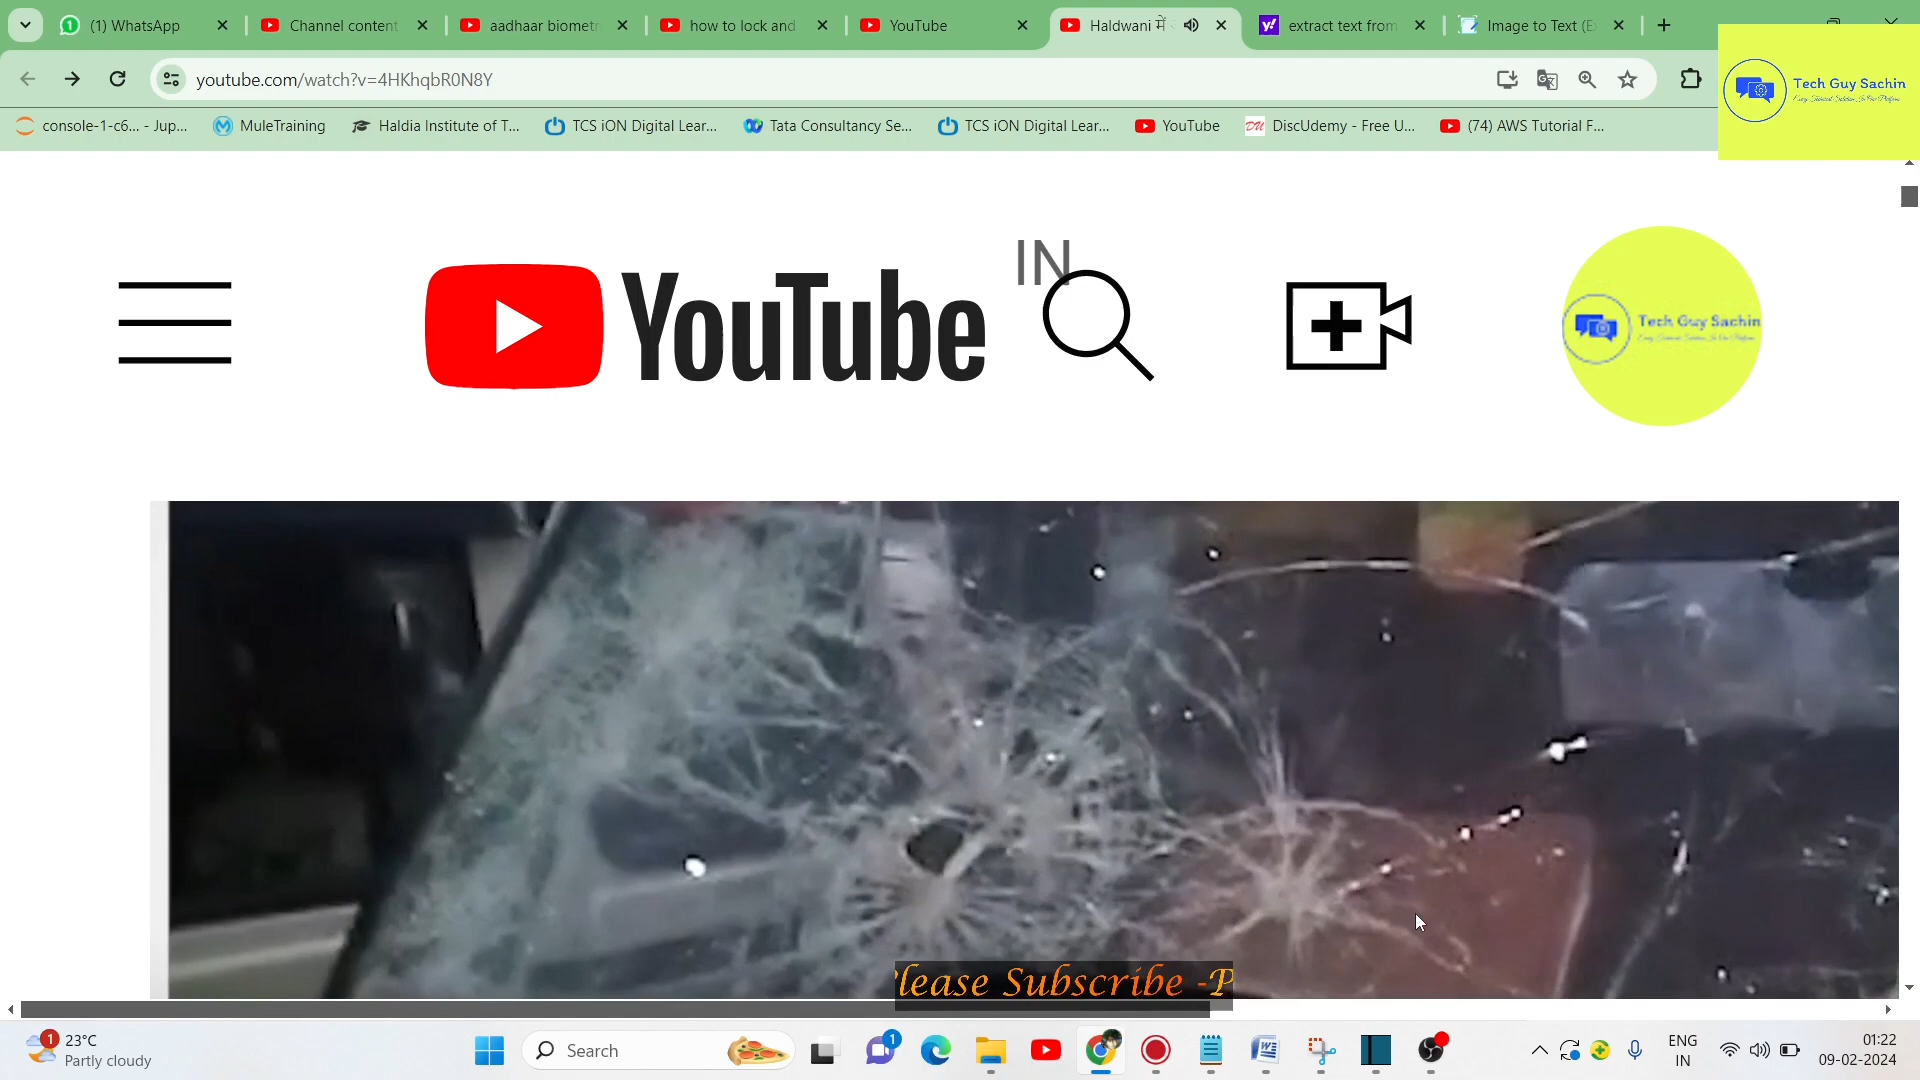 (1) WhatsApp
Channel content
aadhaar biometr
how to lock and
YouTube
Haldwani में
extract text from
Image to Text (E
youtube.com/watch?v=4HKhqbR0N8Y
Tech Guy Sachin
console-1-c6... - Jup...
MuleTraining
Haldia Institute of T...
TCS iON Digital Lear...
Tata Consultancy Se...
TCS iON Digital Lear...
YouTube
DU DiscUdemy - Free U...
(74) AWS Tutorial F...
YouTube IN
Tech Guy Sachin
lease Subscribe -P
1 23°C
Partly cloudy
Search
1
ENG
IN
01:22
09-02-2024